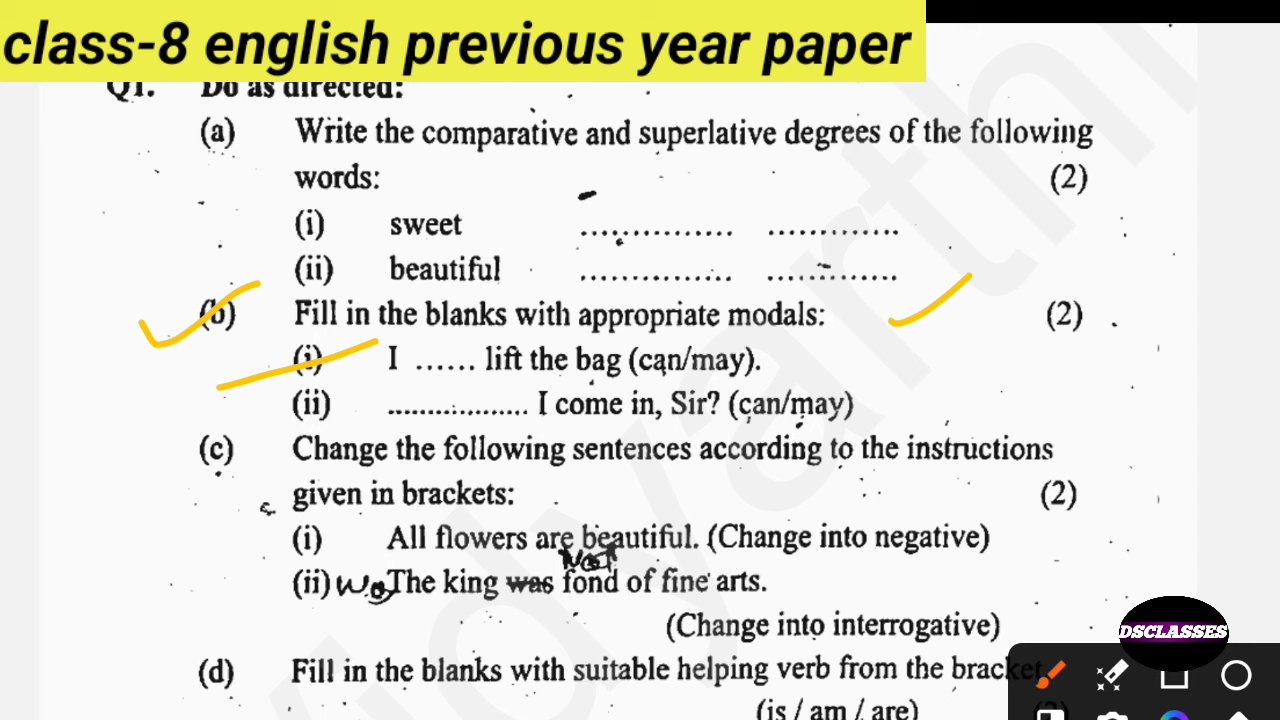 class-8 english previous year paper
Q1. Do as directed:
(a) Write the comparative and superlative degrees of the following
words: (2)
(i) sweet ................ ..............
(ii) beautiful ................ ..............
(b) Fill in the blanks with appropriate modals: (2)
(i) I ...... lift the bag (can/may).
(ii) ................... I come in, Sir? (can/may)
(c) Change the following sentences according to the instructions
given in brackets: (2)
(i) All flowers are beautiful. (Change into negative)
Not
(ii) The king was fond of fine arts.
(Change into interrogative)
DSCLASSES
(d) Fill in the blanks with suitable helping verb from the bracket
(is / am / are) (2)